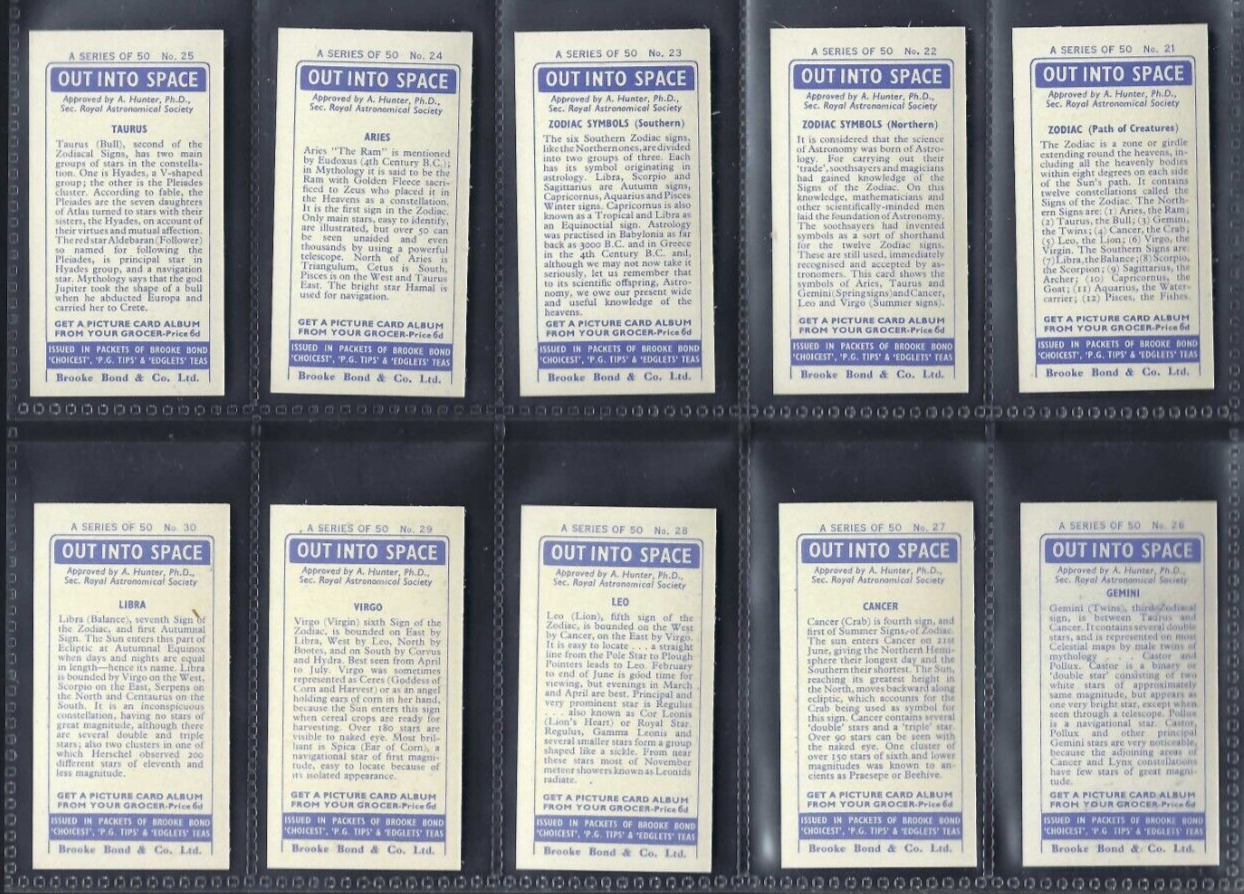 A SERIES OF 50 No. 25
OUT INTO SPACE
Approved by A. Hunter, Ph.D.,
Sec. Royal Astronomical Society
TAURUS
Taurus (Bull), second of the
Zodiacal Signs, has two main
groups of stars in the constella-
tion. One is Hyades, a V-shaped
group; the other is the Pleiades
cluster. According to fable, the
Pleiades are the seven daughters
of Atlas turned to stars with their
sisters, the Hyades, on account of
their virtues and mutual affection.
The red star Aldebaran (Follower)
so named for following the
Pleiades, is principal star in
Hyades group, and a navigation
star. Mythology says that the god
Jupiter took the shape of a bull
when he abducted Europa and
carried her to Crete.
GET A PICTURE CARD ALBUM
FROM YOUR GROCER-Price 6d
ISSUED IN PACKETS OF BROOKE BOND
'CHOICEST', 'P.G. TIPS' & 'EDGLETS' TEAS
Brooke Bond & Co. Ltd.
A SERIES OF 50 No. 24
OUT INTO SPACE
Approved by A. Hunter, Ph.D.,
Sec. Royal Astronomical Society
ARIES
Aries "The Ram" is mentioned
by Eudoxus (4th Century B.C.);
in Mythology it is said to be the
Ram with Golden Fleece sacri-
ficed to Zeus who placed it in
the Heavens as a constellation.
It is the first sign in the Zodiac.
Only main stars, easy to identify,
are illustrated, but over 50 can
be seen unaided and even
thousands by using a powerful
telescope. North of Aries is
Triangulum, Cetus is South,
Pisces is on the West and Taurus
East. The bright star Hamal is
used for navigation.
GET A PICTURE CARD ALBUM
FROM YOUR GROCER-Price 6d
ISSUED IN PACKETS OF BROOKE BOND
'CHOICEST', 'P.G. TIPS' & 'EDGLETS' TEAS
Brooke Bond & Co. Ltd.
A SERIES OF 50 No. 23
OUT INTO SPACE
Approved by A. Hunter, Ph.D.,
Sec. Royal Astronomical Society
ZODIAC SYMBOLS (Southern)
The six Southern Zodiac signs,
like the Northern ones, are divided
into two groups of three. Each
has its symbol originating in
astrology. Libra, Scorpio and
Sagittarius are Autumn signs,
Capricornus, Aquarius and Pisces
Winter signs. Capricornus is also
known as a Tropical and Libra as
an Equinoctial sign. Astrology
was practised in Babylonia as far
back as 3000 B.C. and in Greece
in the 4th Century B.C. and,
although we may not now take it
seriously, let us remember that
to its scientific offspring, Astro-
nomy, we owe our present wide
and useful knowledge of the
heavens.
GET A PICTURE CARD ALBUM
FROM YOUR GROCER-Price 6d
ISSUED IN PACKETS OF BROOKE BOND
'CHOICEST', 'P.G. TIPS' & 'EDGLETS' TEAS
Brooke Bond & Co. Ltd.
A SERIES OF 50 No. 22
OUT INTO SPACE
Approved by A. Hunter, Ph.D.,
Sec. Royal Astronomical Society
ZODIAC SYMBOLS (Northern)
It is considered that the science
of Astronomy was born of Astro-
logy. For carrying out their
'trade', soothsayers and magicians
had gained knowledge of the
Signs of the Zodiac. On this
knowledge, mathematicians and
other scientifically-minded men
laid the foundation of Astronomy.
The soothsayers had invented
symbols as a sort of shorthand
for the twelve Zodiac signs.
These are still used, immediately
recognised and accepted by as-
tronomers. This card shows the
symbols of Aries, Taurus and
Gemini (Spring signs) and Cancer,
Leo and Virgo (Summer signs).
GET A PICTURE CARD ALBUM
FROM YOUR GROCER-Price 6d
ISSUED IN PACKETS OF BROOKE BOND
'CHOICEST', 'P.G. TIPS' & 'EDGLETS' TEAS
Brooke Bond & Co. Ltd.
A SERIES OF 50 No. 21
OUT INTO SPACE
Approved by A. Hunter, Ph.D.,
Sec. Royal Astronomical Society
ZODIAC (Path of Creatures)
The Zodiac is a zone or girdle
extending round the heavens, in-
cluding all the heavenly bodies
within eight degrees on each side
of the Sun's path. It contains
twelve constellations called the
Signs of the Zodiac. The North-
ern Signs are: (1) Aries, the Ram;
(2) Taurus, the Bull; (3) Gemini,
the Twins; (4) Cancer, the Crab;
(5) Leo, the Lion; (6) Virgo, the
Virgin. The Southern Signs are:
(7) Libra, the Balance; (8) Scorpio,
the Scorpion; (9) Sagittarius, the
Archer; (10) Capricornus, the
Goat; (11) Aquarius, the Water-
carrier; (12) Pisces, the Fishes.
GET A PICTURE CARD ALBUM
FROM YOUR GROCER-Price 6d
ISSUED IN PACKETS OF BROOKE BOND
'CHOICEST', 'P.G. TIPS' & 'EDGLETS' TEAS
Brooke Bond & Co. Ltd.
A SERIES OF 50 No. 30
OUT INTO SPACE
Approved by A. Hunter, Ph.D.,
Sec. Royal Astronomical Society
LIBRA
Libra (Balance), seventh Sign of
the Zodiac, and first Autumnal
Sign. The Sun enters this part of
Ecliptic at Autumnal Equinox
when days and nights are equal
in length—hence its name. Libra
is bounded by Virgo on the West,
Scorpio on the East, Serpens on
the North and Centaurus on the
South. It is an inconspicuous
constellation, having no stars of
great magnitude, although there
are several double and triple
stars; also two clusters in one of
which Herschel observed 200
different stars of eleventh and
less magnitude.
GET A PICTURE CARD ALBUM
FROM YOUR GROCER-Price 6d
ISSUED IN PACKETS OF BROOKE BOND
'CHOICEST', 'P.G. TIPS' & 'EDGLETS' TEAS
Brooke Bond & Co. Ltd.
A SERIES OF 50 No. 29
OUT INTO SPACE
Approved by A. Hunter, Ph.D.,
Sec. Royal Astronomical Society
VIRGO
Virgo (Virgin) sixth Sign of the
Zodiac, is bounded on East by
Libra, West by Leo, North by
Bootes, and on South by Corvus
and Hydra. Best seen from April
to July. Virgo was sometimes
represented as Ceres (Goddess of
Corn and Harvest) or as an angel
holding ears of corn in her hand,
because the Sun enters this sign
when cereal crops are ready for
harvesting. Over 180 stars are
visible to naked eye. Most bril-
liant is Spica (Ear of Corn), a
navigational star of first magni-
tude, easy to locate because of
its isolated appearance.
GET A PICTURE CARD ALBUM
FROM YOUR GROCER-Price 6d
ISSUED IN PACKETS OF BROOKE BOND
'CHOICEST', 'P.G. TIPS' & 'EDGLETS' TEAS
Brooke Bond & Co. Ltd.
A SERIES OF 50 No. 28
OUT INTO SPACE
Approved by A. Hunter, Ph.D.,
Sec. Royal Astronomical Society
LEO
Leo (Lion), fifth sign of the
Zodiac, is bounded on the West
by Cancer, on the East by Virgo.
It is easy to locate . . . a straight
line from the Pole Star to Plough
Pointers leads to Leo. February
to end of June is good time for
viewing, but evenings in March
and April are best. Principal and
very prominent star is Regulus
. . . also known as Cor Leonis
(Lion's Heart) or Royal Star.
Regulus, Gamma Leonis and
several smaller stars form a group
shaped like a sickle. From near
these stars most of November
meteor showers known as Leonids
radiate.
GET A PICTURE CARD ALBUM
FROM YOUR GROCER-Price 6d
ISSUED IN PACKETS OF BROOKE BOND
'CHOICEST', 'P.G. TIPS' & 'EDGLETS' TEAS
Brooke Bond & Co. Ltd.
A SERIES OF 50 No. 27
OUT INTO SPACE
Approved by A. Hunter, Ph.D.,
Sec. Royal Astronomical Society
CANCER
Cancer (Crab) is fourth sign, and
first of Summer Signs, of Zodiac.
The sun enters Cancer on 21st
June, giving the Northern Hemi-
sphere their longest day and the
Southern their shortest. The Sun,
reaching its greatest height in
the North, moves backward along
ecliptic, which accounts for the
Crab being used as symbol for
this sign. Cancer contains several
'double' stars and a 'triple' star.
Over 90 stars can be seen with
the naked eye. One cluster of
over 150 stars of sixth and lower
magnitudes was known to an-
cients as Praesepe or Beehive.
GET A PICTURE CARD ALBUM
FROM YOUR GROCER-Price 6d
ISSUED IN PACKETS OF BROOKE BOND
'CHOICEST', 'P.G. TIPS' & 'EDGLETS' TEAS
Brooke Bond & Co. Ltd.
A SERIES OF 50 No. 26
OUT INTO SPACE
Approved by A. Hunter, Ph.D.,
Sec. Royal Astronomical Society
GEMINI
Gemini (Twins), third Zodiacal
sign, is between Taurus and
Cancer. It contains several double
stars, and is represented on most
Celestial maps by male twins of
mythology . . . Castor and
Pollux. Castor is a binary or
'double star' consisting of two
white stars of approximately
same magnitude, but appears as
one very bright star, except when
seen through a telescope. Pollux
is a navigational star. Castor,
Pollux and other principal
Gemini stars are very noticeable,
because the adjoining areas of
Cancer and Lynx constellations
have few stars of great magni-
tude.
GET A PICTURE CARD ALBUM
FROM YOUR GROCER-Price 6d
ISSUED IN PACKETS OF BROOKE BOND
'CHOICEST', 'P.G. TIPS' & 'EDGLETS' TEAS
Brooke Bond & Co. Ltd.